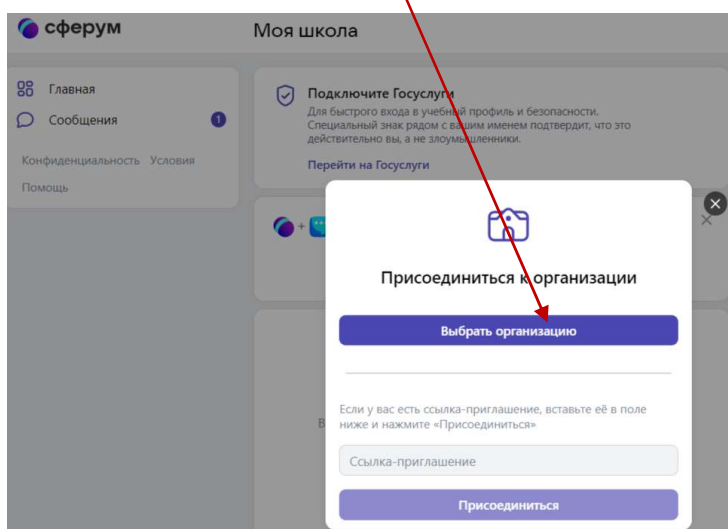 сферум
Моя школа
Главная
Сообщения 1
Конфиденциальность Условия
Помощь
Подключите Госуслуги
Для быстрого входа в учебный профиль и безопасности.
Специальный знак рядом с вашим именем подтвердит, что это
действительно вы, а не злоумышленники.
Перейти на Госуслуги
Присоединиться к организации
Выбрать организацию
Если у вас есть ссылка-приглашение, вставьте её в поле
ниже и нажмите «Присоединиться»
Ссылка-приглашение
Присоединиться